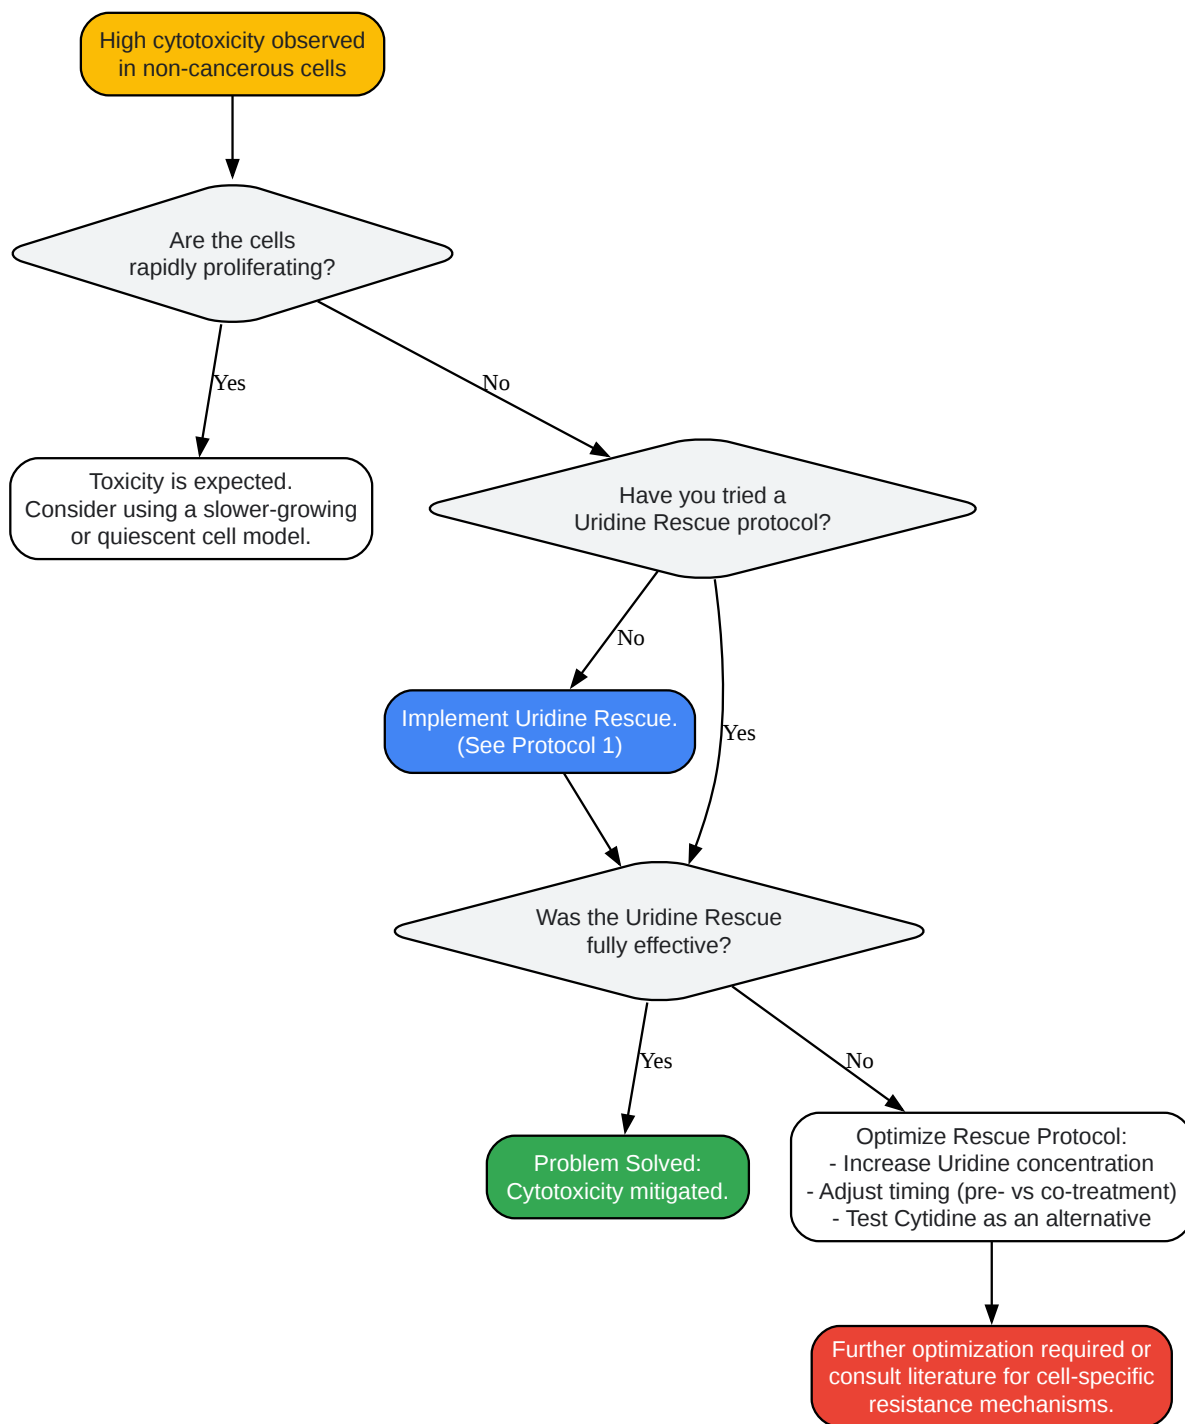 High cytotoxicity observed
in non-cancerous cells
Are the cells
rapidly proliferating?
Yes
No
Toxicity is expected.
Consider using a slower-growing
or quiescent cell model.
Have you tried a
Uridine Rescue protocol?
No
Implement Uridine Rescue.
(See Protocol 1)
Yes
Was the Uridine Rescue
fully effective?
Yes
No
Problem Solved:
Cytotoxicity mitigated.
Optimize Rescue Protocol:
- Increase Uridine concentration
- Adjust timing (pre- vs co-treatment)
- Test Cytidine as an alternative
Further optimization required or
consult literature for cell-specific
resistance mechanisms.